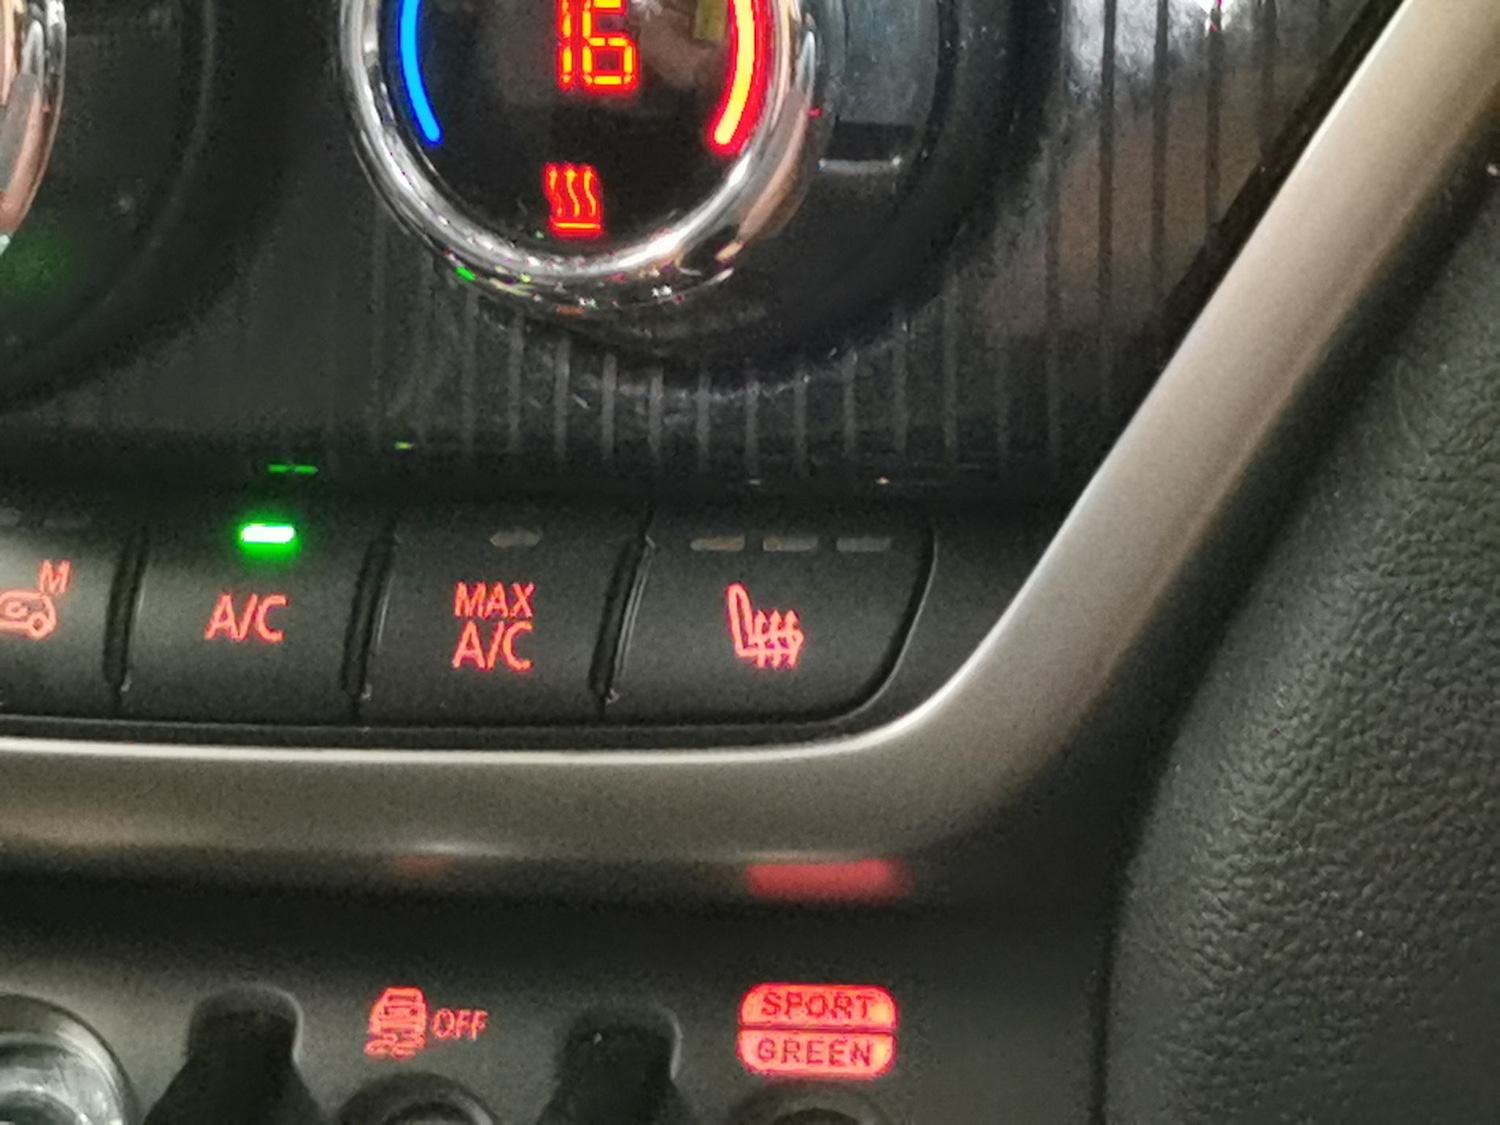 16
M
A/C
MAX
A/C
OFF
SPORT
GREEN